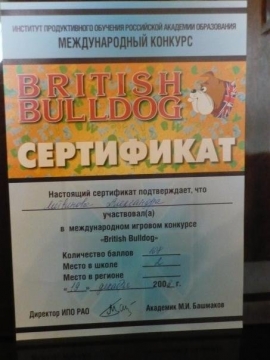 ИНСТИТУТ ПРОДУКТИВНОГО ОБУЧЕНИЯ РОССИЙСКОЙ АКАДЕМИИ ОБРАЗОВАНИЯ
МЕЖДУНАРОДНЫЙ КОНКУРС
BRITISH
BULLDOG
СЕРТИФИКАТ
Настоящий сертификат подтверждает, что
участвовал(а)
в международном игровом конкурсе
«British Bulldog»
Количество баллов
Место в школе
Место в регионе
200 г.
Директор ИПО РАО Академик М.И. Башмаков